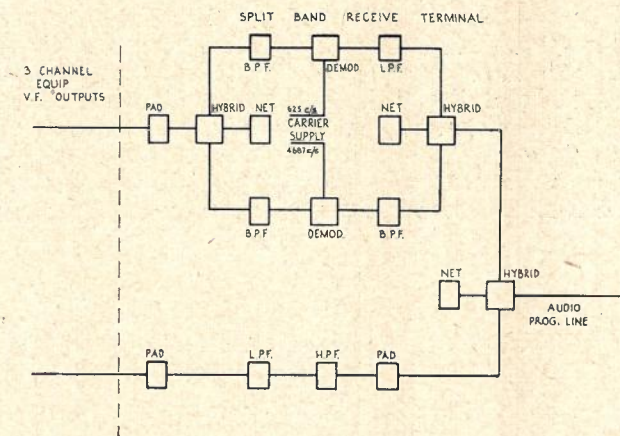 SPLIT BAND RECEIVE TERMINAL
3 CHANNEL
EQUIP
V.F. OUTPUTS
B.P.F.
DEMOD.
L.P.F.
PAD
HYBRID
NET
625 c/s
CARRIER
SUPPLY
4687 c/s
NET
HYBRID
B.P.F
DEMOD.
B.P.F.
NET
HYBRID
AUDIO
PROG. LINE
PAD
L.P.F.
H.P.F.
PAD